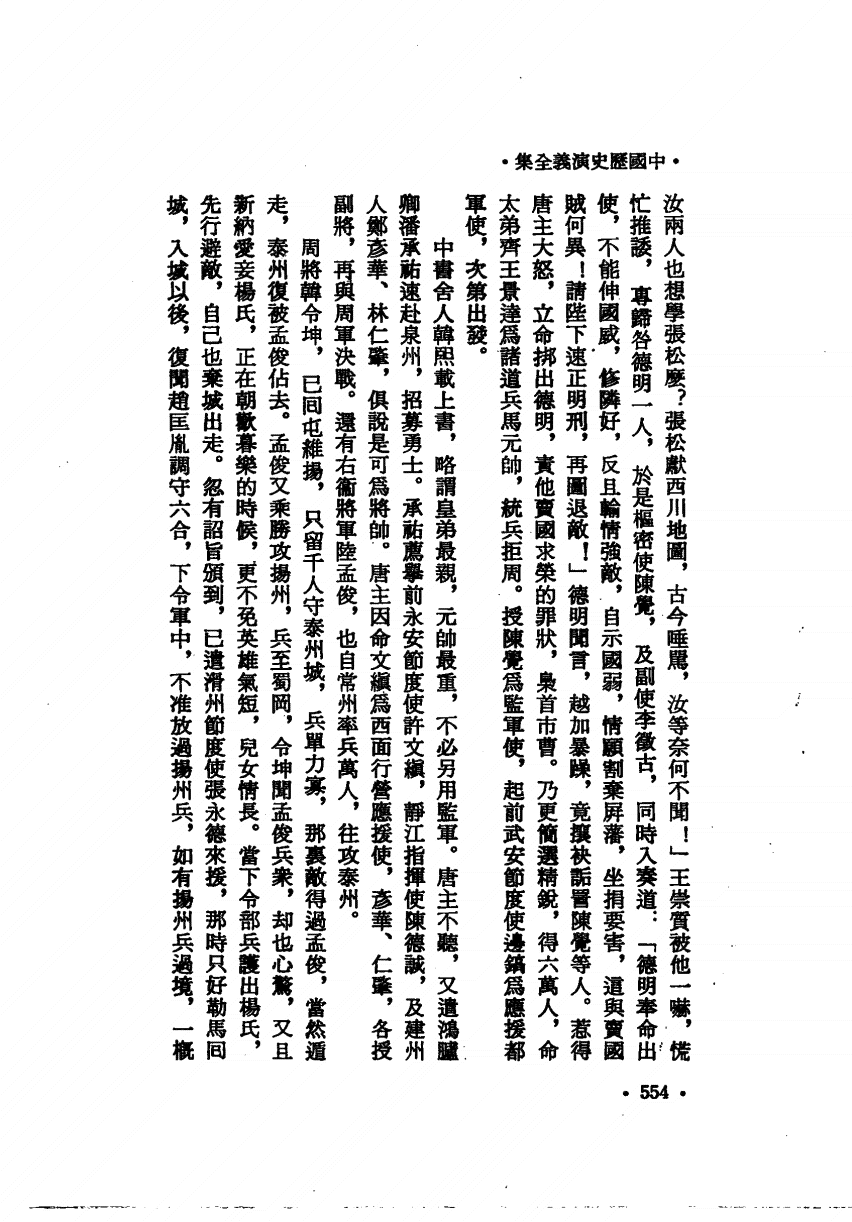 •中國歷史演義全集•
汝兩人也想學張松麼？張松獻西川地圖，古今唾罵，汝等奈何不聞！」王崇質被他一嚇，慌
忙推諉，專歸咎德明一人，於是樞密使陳覺，及副使李徵古，同時入奏道：「德明奉命出
使，不能伸國威，修隣好，反且輸情強敵，自示國弱，情願割棄屏藩，坐捐要害，這與賣國
賊何異！請陛下速正明刑，再圖退敵！」德明聞言，越加暴躁，竟攘袂詬詈陳覺等人。惹得
唐主大怒，立命綁出德明，責他賣國求榮的罪狀，梟首市曹。乃更簡選精銳，得六萬人，命
太弟齊王景達爲諸道兵馬元帥，統兵拒周。授陳覺爲監軍使，起前武安節度使邊鎬爲應援都
軍使，次第出發。
中書舍人韓熙載上書，略謂皇弟最親，元帥最重，不必另用監軍。唐主不聽，又遣鴻臚
卿潘承祐速赴泉州，招募勇士。承祐薦舉前永安節度使許文縝，靜江指揮使陳德誠，及建州
人鄭彥華、林仁肇，俱說是可爲將帥。唐主因命文縝爲西面行營應援使，彥華、仁肇，各授
副將，再與周軍決戰。還有右衞將軍陸孟俊，也自常州率兵萬人，往攻泰州。
周將韓令坤，已回屯維揚，只留千人守泰州城，兵單力寡，那裏敵得過孟俊，當然遁
走，泰州復被孟俊佔去。孟俊又乘勝攻揚州，兵至蜀岡，令坤聞孟俊兵衆，却也心驚，又且
新納愛妾楊氏，正在朝歡暮樂的時候，更不免英雄氣短，兒女情長。當下令部兵護出楊氏，
先行避敵，自己也棄城出走。忽有詔旨頒到，已遣滑州節度使張永德來援，那時只好勒馬回
城，入城以後，復聞趙匡胤調守六合，下令軍中，不准放過揚州兵，如有揚州兵過境，一概
• 554 •